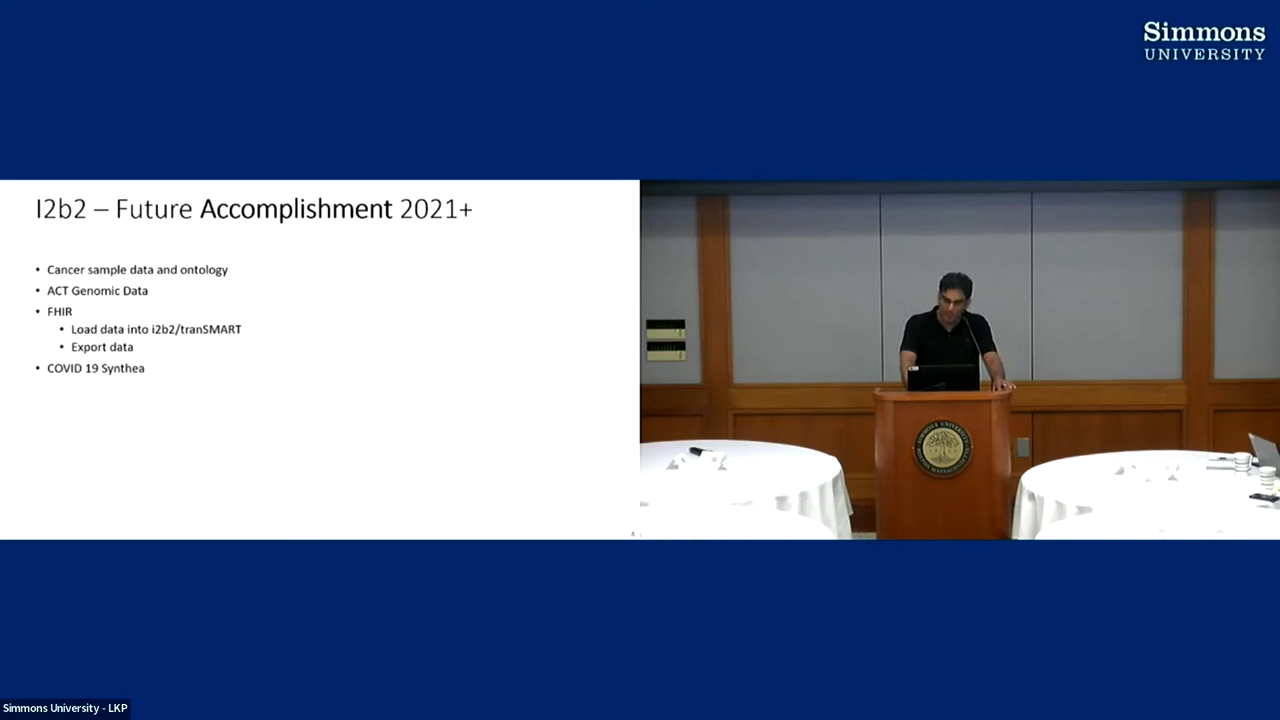 Simmons
UNIVERSITY
I2b2 – Future Accomplishment 2021+
• Cancer sample data and ontology
• ACT Genomic Data
• FHIR
• Load data into i2b2/tranSMART
• Export data
• COVID 19 Synthea
Simmons University - LKP